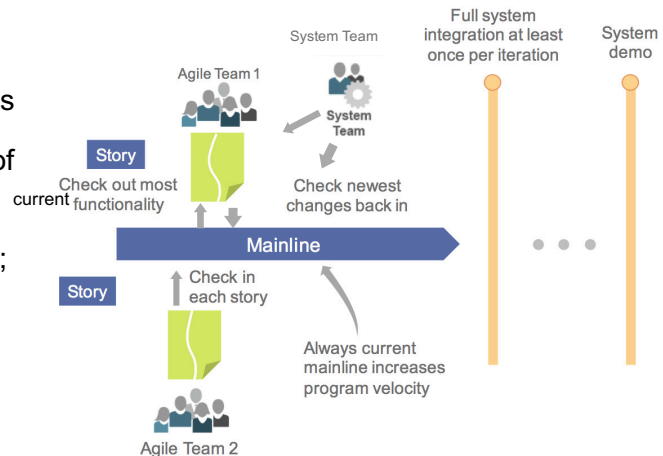 Full system
integration at least
once per iteration
System
demo
System Team
Agile Team 1
System
Team
s
of
Story
Check out most
current functionality
Check newest
changes back in
Mainline
;
Story
Check in
each story
Always current
mainline increases
program velocity
Agile Team 2